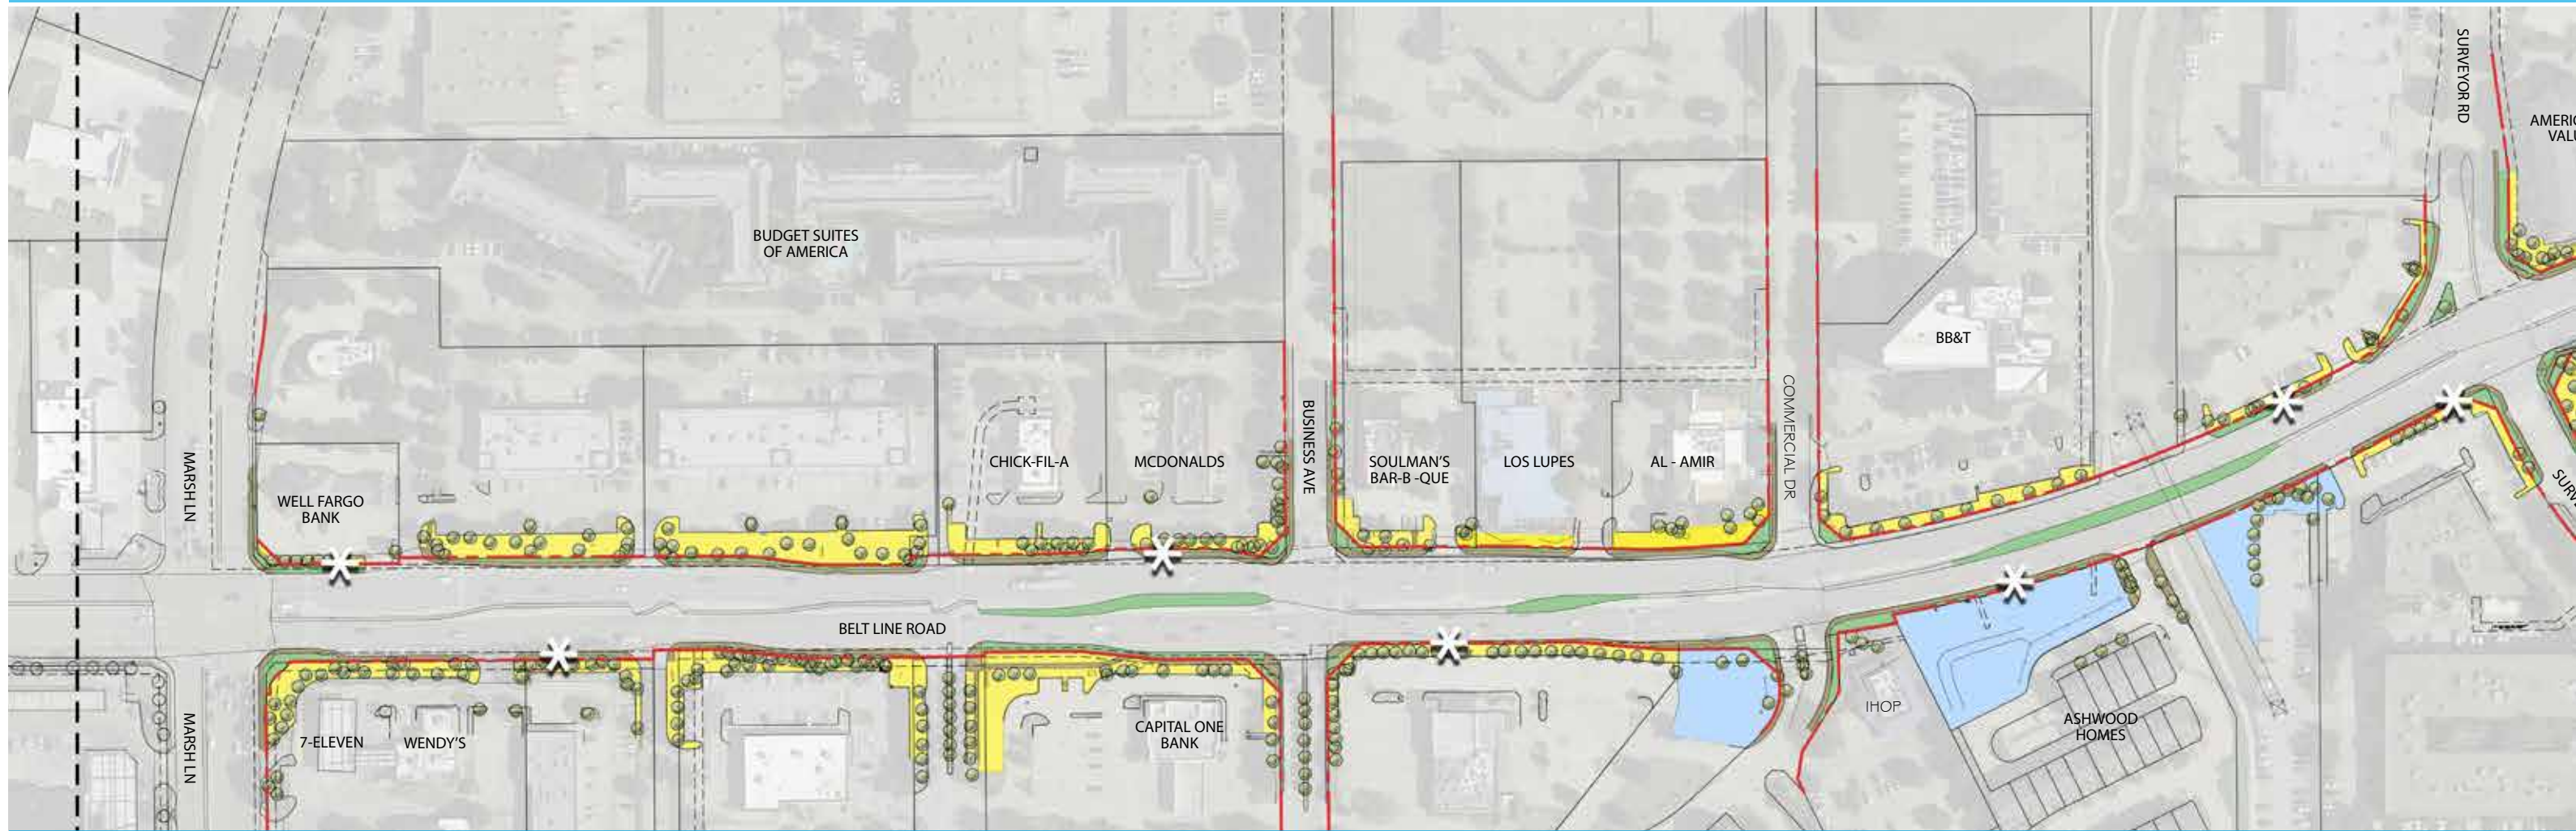 SURVEYOR RD
BUDGET SUITES
OF AMERICA
BB&T
MARSH LN
WELL FARGO
BANK
CHICK-FIL-A
MCDONALDS
BUSINESS AVE
SOULMAN'S
BAR-B -QUE
LOS LUPES
AL - AMIR
COMMERCIAL DR
BELT LINE ROAD
MARSH LN
7-ELEVEN
WENDY'S
CAPITAL ONE
BANK
IHOP
ASHWOOD
HOMES